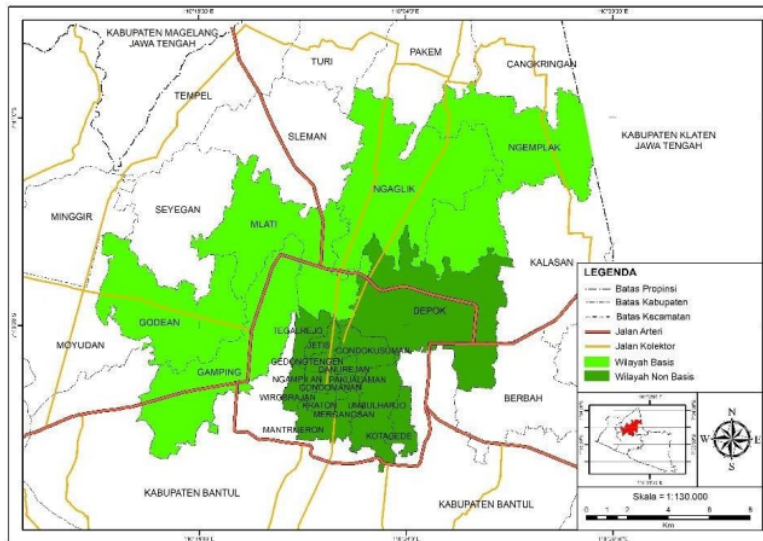 KABUPATEN MAGELANG
JAWA TENGAH
PAKEM
TURI
CANGKRINGAN
TEMPEL
SLEMAN
KABUPATEN KLATEN
JAWA TENGAH
NGEMPLAK
NGAGLIK
SEYEGAN
MINGGIR
MLATI
KALASAN
LEGENDA
Batas Propinsi
Batas Kabupaten
Batas Kecamatan
Jalan Arteri
Jalan Kolektor
Wilayah Basis
Wilayah Non Basis
DEPOK
GODEAN
TEGALREJO
MOYUDAN
JETIS
GONDOKUSUMAN
GEDONGTENGEN
DANUREJAN
GAMPING
NGAMPILAN
PAKUALAMAN
GONDOMANAN
WIROBRAJAN
KRATON
UMBULHARJO
MERGANGSAN
BERBAH
MANTRIJERON
KOTAGEDE
N
W
E
S
KABUPATEN BANTUL
KABUPATEN BANTUL
Skala = 1:130.000
0 1 2 4 6 8
Km